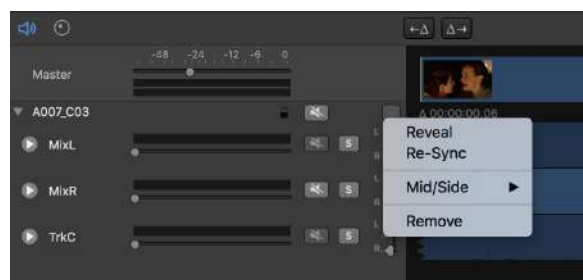 ←Δ Δ→
-48 -24 -12 -6 0
Master
A007_C03
Δ 00:00:00.06
MixL S L
R
MixR S
R
TrkC S L
R
Reveal
Re-Sync
Mid/Side
Remove